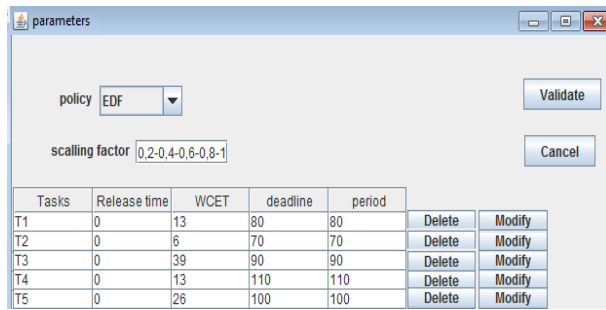 parameters
policy EDF
Validate
scalling factor 0,2-0,4-0,6-0,8-1
Cancel
Tasks Release time WCET deadline period
T1 0 13 80 80 Delete Modify
T2 0 6 70 70 Delete Modify
T3 0 39 90 90 Delete Modify
T4 0 13 110 110 Delete Modify
T5 0 26 100 100 Delete Modify